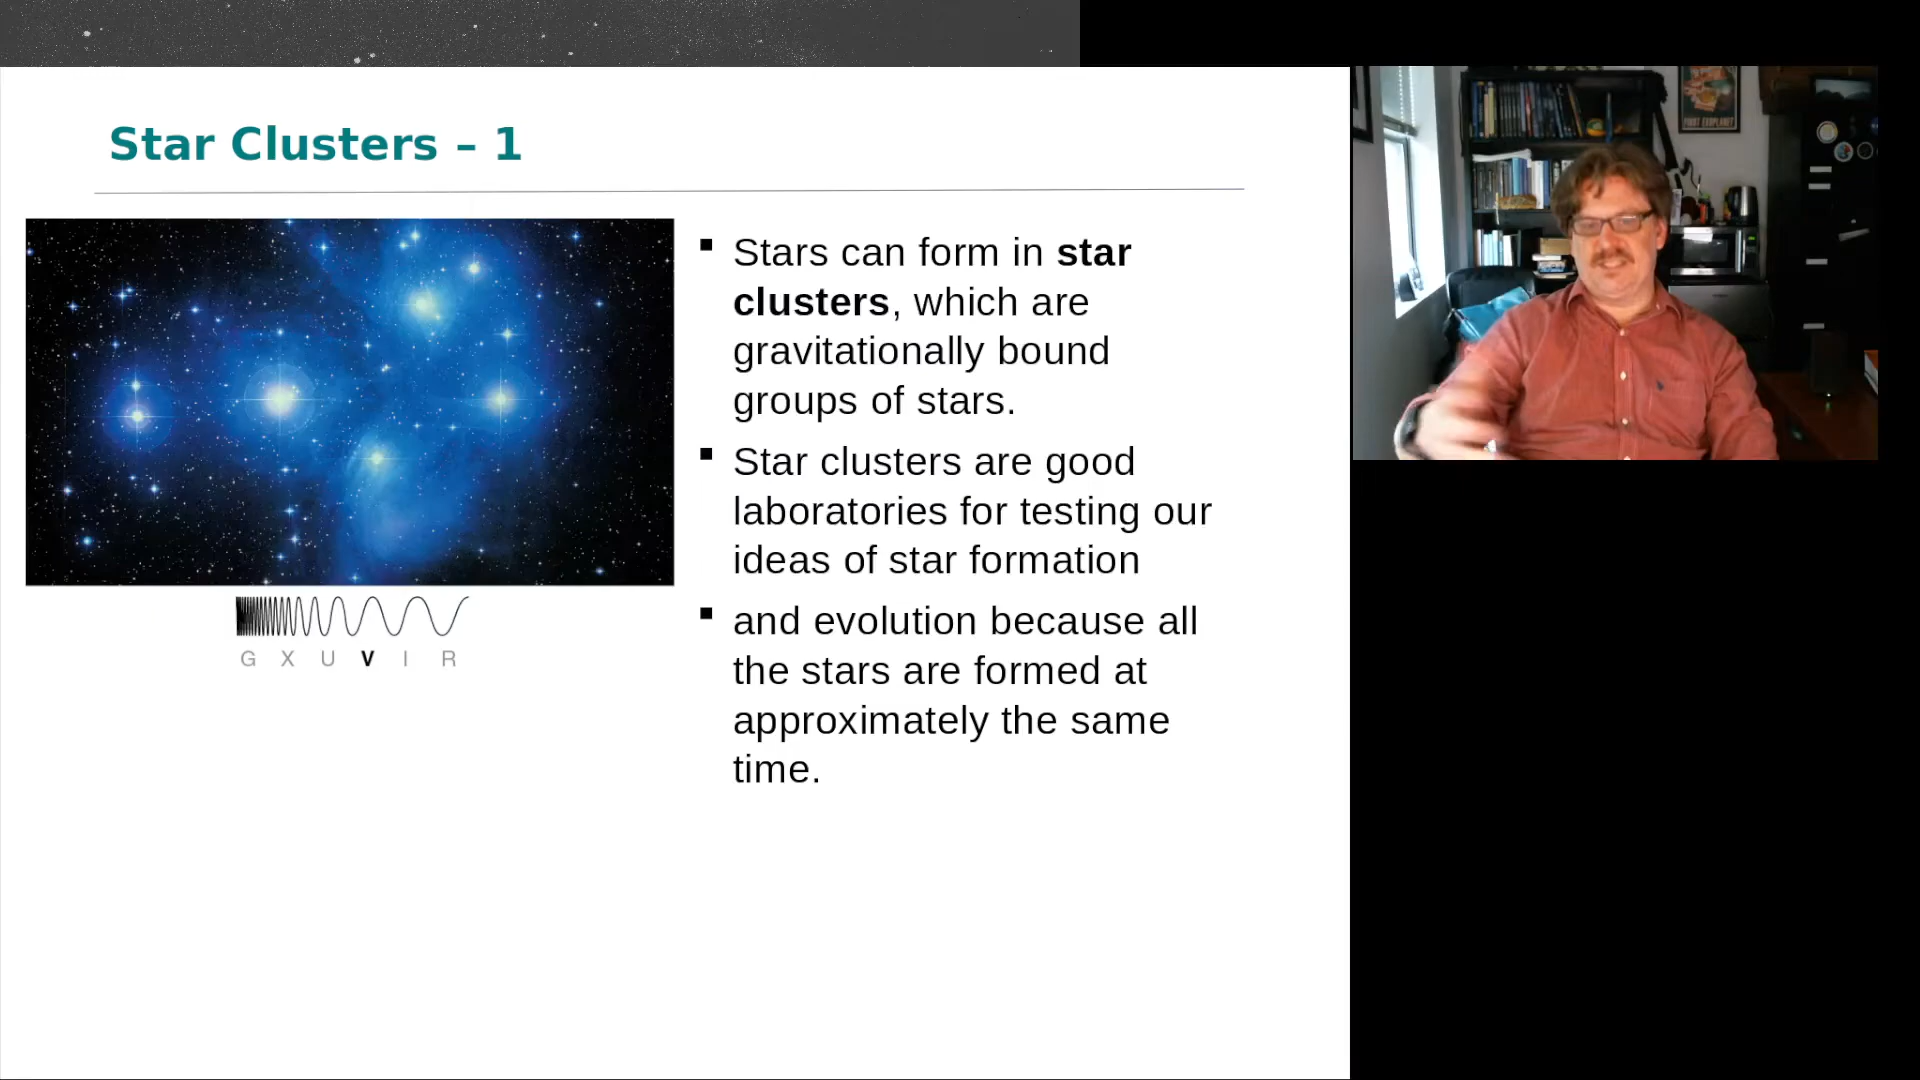 Star Clusters – 1
Stars can form in star
clusters, which are
gravitationally bound
groups of stars.
Star clusters are good
laboratories for testing our
ideas of star formation
and evolution because all
the stars are formed at
approximately the same
time.
G X U V I R
FIRST EXOPLANET